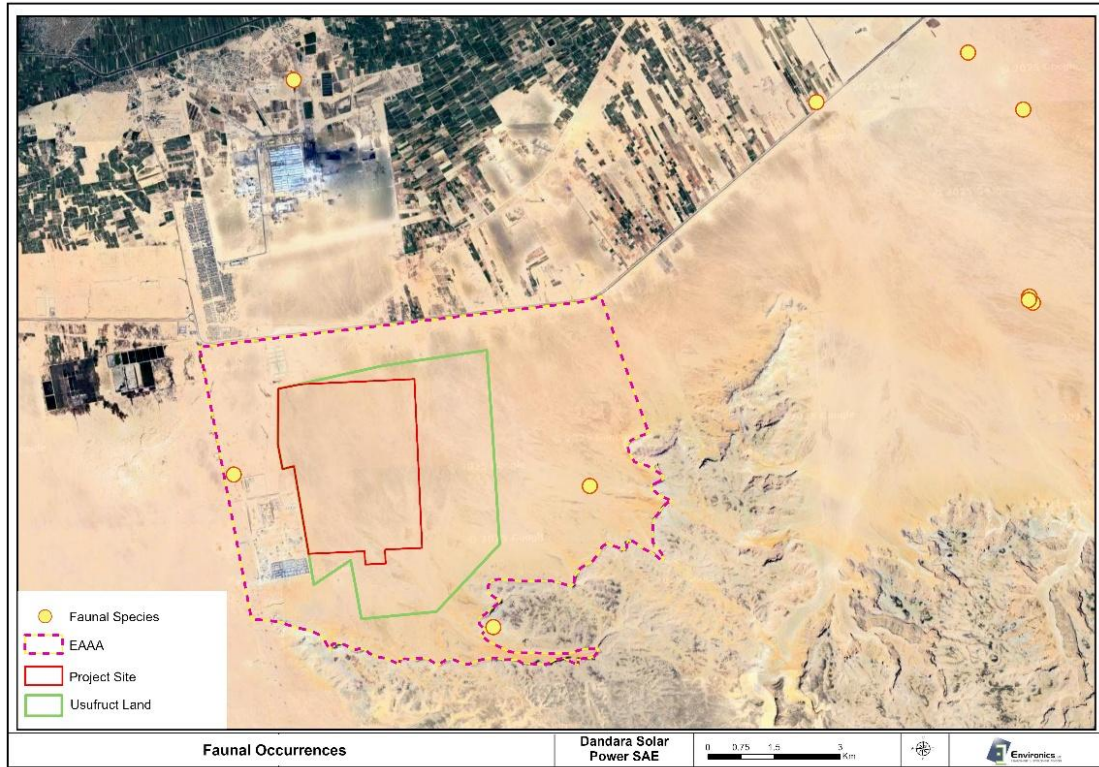 Faunal Species
EAAA
Project Site
Usufruct Land
Faunal Occurrences
Dandara Solar
Power SAE
0 0.75 1.5 3
Km
Environics